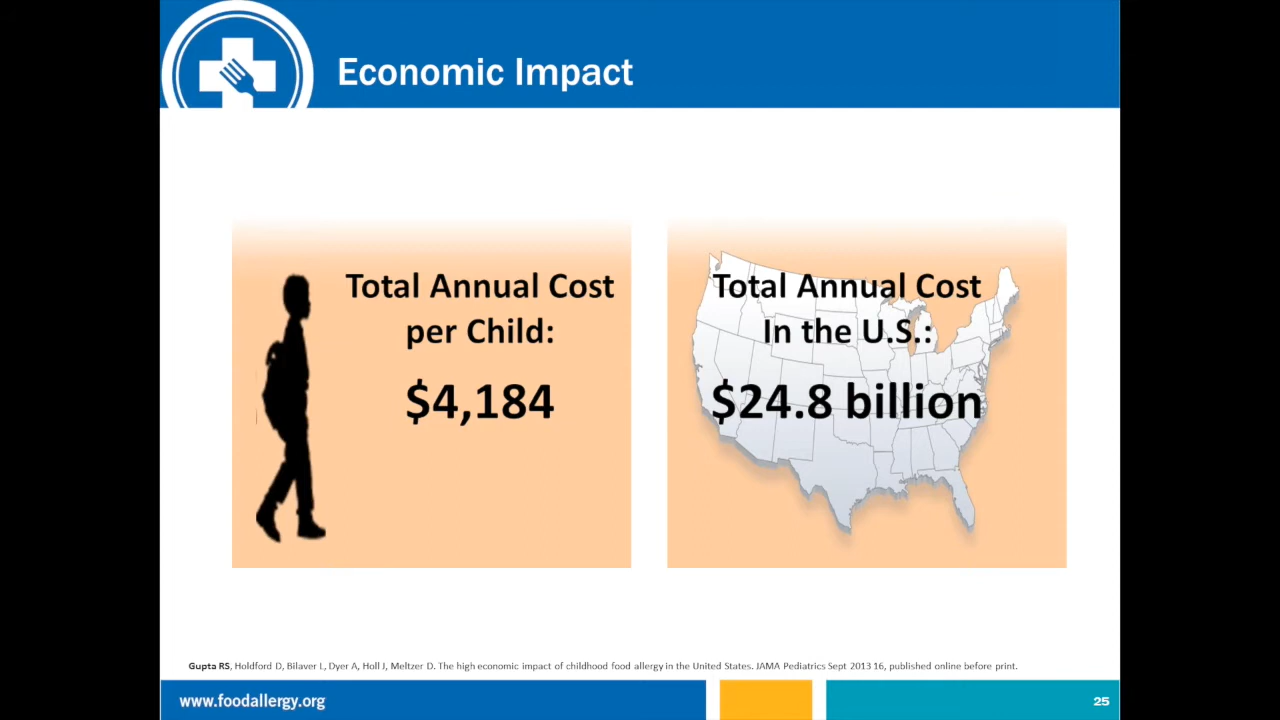 Economic Impact
Total Annual Cost
per Child:
$4,184
Total Annual Cost
In the U.S.:
$24.8 billion
Gupta RS, Holdford D, Bilaver L, Dyer A, Holl J, Meltzer D. The high economic impact of childhood food allergy in the United States. JAMA Pediatrics Sept 2013 16, published online before print.
www.foodallergy.org
25